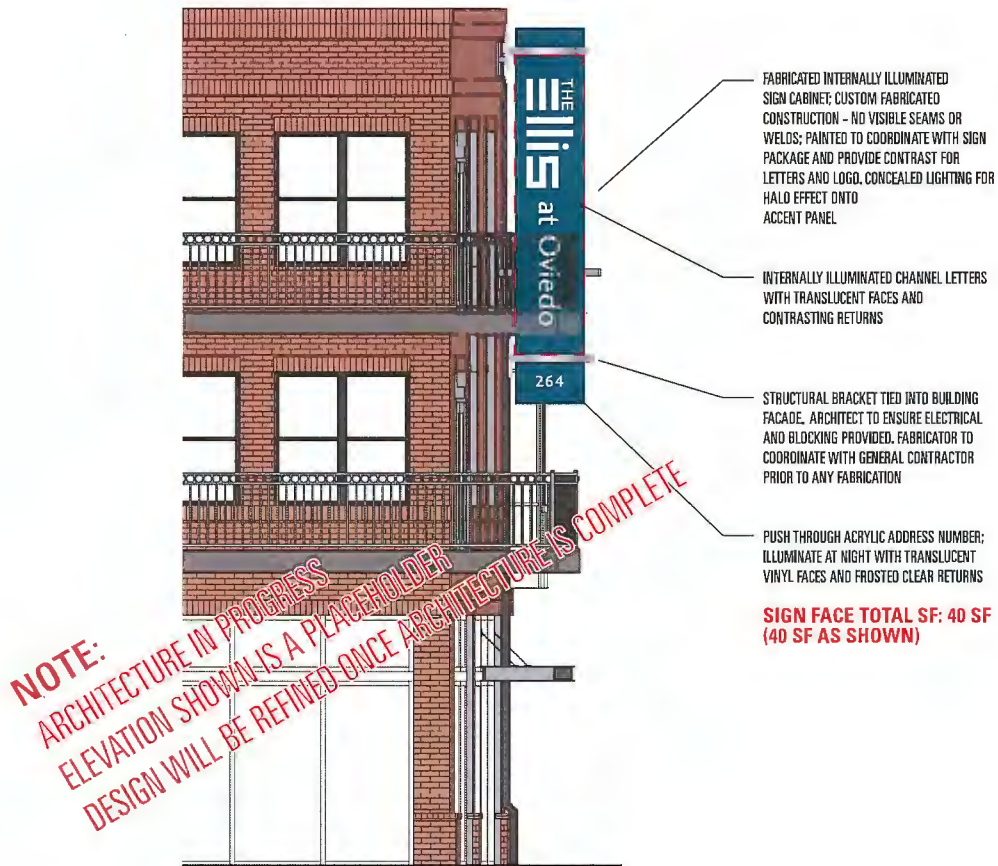 THE
Ellis
at Oviedo
264
FABRICATED INTERNALLY ILLUMINATED
SIGN CABINET; CUSTOM FABRICATED
CONSTRUCTION - NO VISIBLE SEAMS OR
WELDS; PAINTED TO COORDINATE WITH SIGN
PACKAGE AND PROVIDE CONTRAST FOR
LETTERS AND LOGO. CONCEALED LIGHTING FOR
HALO EFFECT ONTO
ACCENT PANEL
INTERNALLY ILLUMINATED CHANNEL LETTERS
WITH TRANSLUCENT FACES AND
CONTRASTING RETURNS
STRUCTURAL BRACKET TIED INTO BUILDING
FACADE. ARCHITECT TO ENSURE ELECTRICAL
AND BLOCKING PROVIDED. FABRICATOR TO
COORDINATE WITH GENERAL CONTRACTOR
PRIOR TO ANY FABRICATION
PUSH THROUGH ACRYLIC ADDRESS NUMBER;
ILLUMINATE AT NIGHT WITH TRANSLUCENT
VINYL FACES AND FROSTED CLEAR RETURNS
SIGN FACE TOTAL SF: 40 SF
(40 SF AS SHOWN)
NOTE:
ARCHITECTURE IN PROGRESS
ELEVATION SHOWN IS A PLACEHOLDER
DESIGN WILL BE REFINED ONCE ARCHITECTURE IS COMPLETE